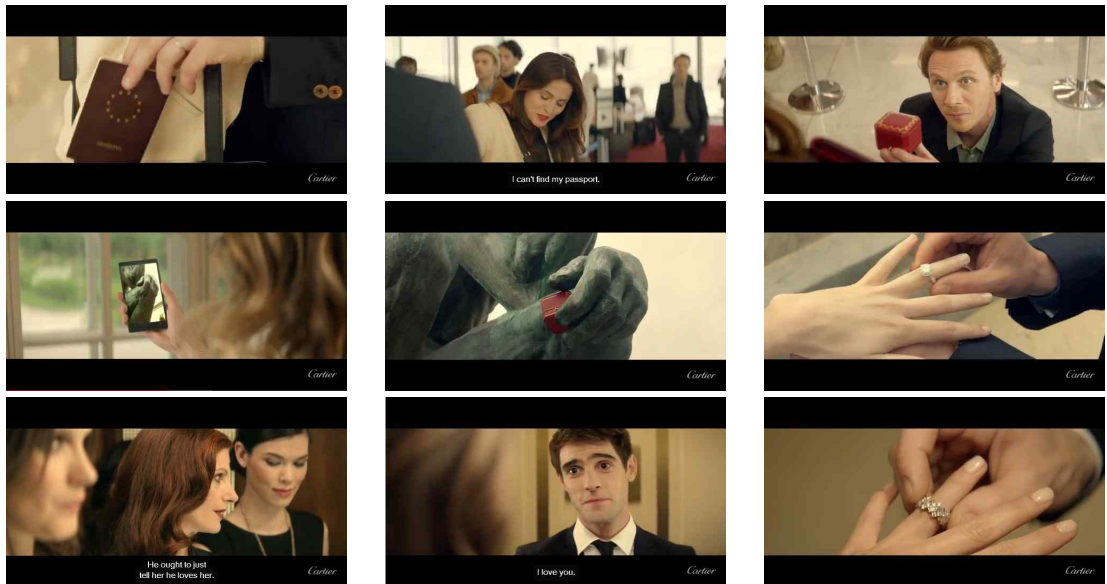 Cartier
I can't find my passport.
Cartier
Cartier
Cartier
Cartier
Cartier
He ought to just
tell her he loves her.
Cartier
I love you.
Cartier
Cartier